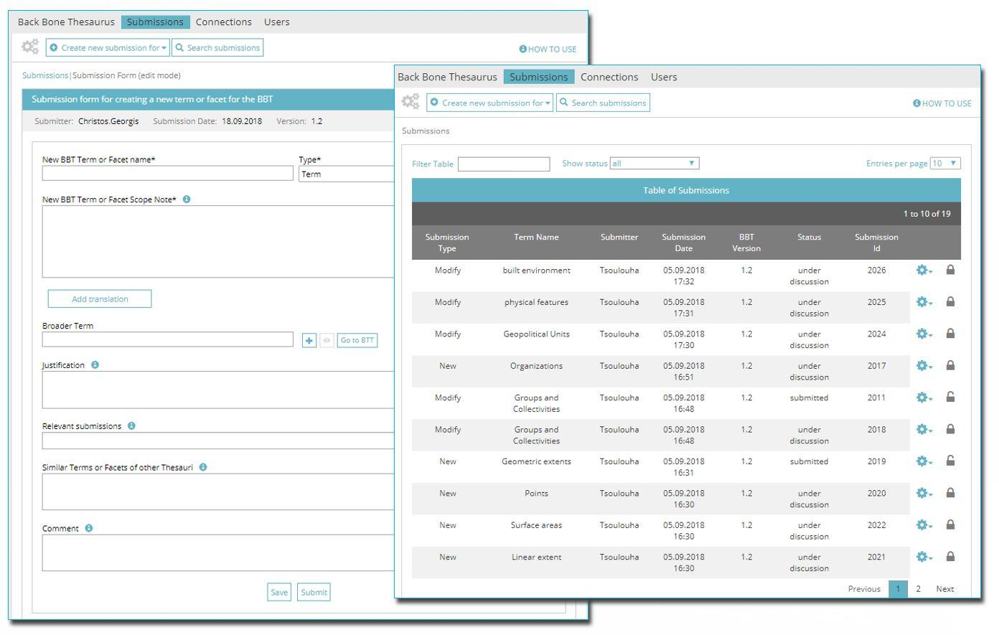 Back Bone Thesaurus Submissions Connections Users
Create new submission for Search submissions
HOW TO USE
Submissions|Submission Form (edit mode)
Submission form for creating a new term or facet for the BBT
Submitter: Christos.Georgis Submission Date: 18.09.2018 Version: 1.2
New BBT Term or Facet name* Type*
Term
New BBT Term or Facet Scope Note*
Add translation
Broader Term
Go to BTT
Justification
Relevant submissions
Similar Terms or Facets of other Thesauri
Comment
Save Submit
Back Bone Thesaurus Submissions Connections Users
Create new submission for Search submissions
HOW TO USE
Submissions
Filter Table Show status all Entries per page 10
Table of Submissions
1 to 10 of 19
Submission Term Name Submitter Submission BBT Status Submission
Type Date Version Id
Modify built environment Tsoulouha 05.09.2018 1.2 under 2026
17:32 discussion
Modify physical features Tsoulouha 05.09.2018 1.2 under 2025
17:31 discussion
Modify Geopolitical Units Tsoulouha 05.09.2018 1.2 under 2024
17:30 discussion
New Organizations Tsoulouha 05.09.2018 1.2 under 2017
16:51 discussion
Modify Groups and Tsoulouha 05.09.2018 1.2 submitted 2011
Collectivities 16:48
Modify Groups and Tsoulouha 05.09.2018 1.2 under 2018
Collectivities 16:48 discussion
New Geometric extents Tsoulouha 05.09.2018 1.2 submitted 2019
16:31
New Points Tsoulouha 05.09.2018 1.2 under 2020
16:30 discussion
New Surface areas Tsoulouha 05.09.2018 1.2 under 2022
16:30 discussion
New Linear extent Tsoulouha 05.09.2018 1.2 under 2021
16:30 discussion
Previous 1 2 Next